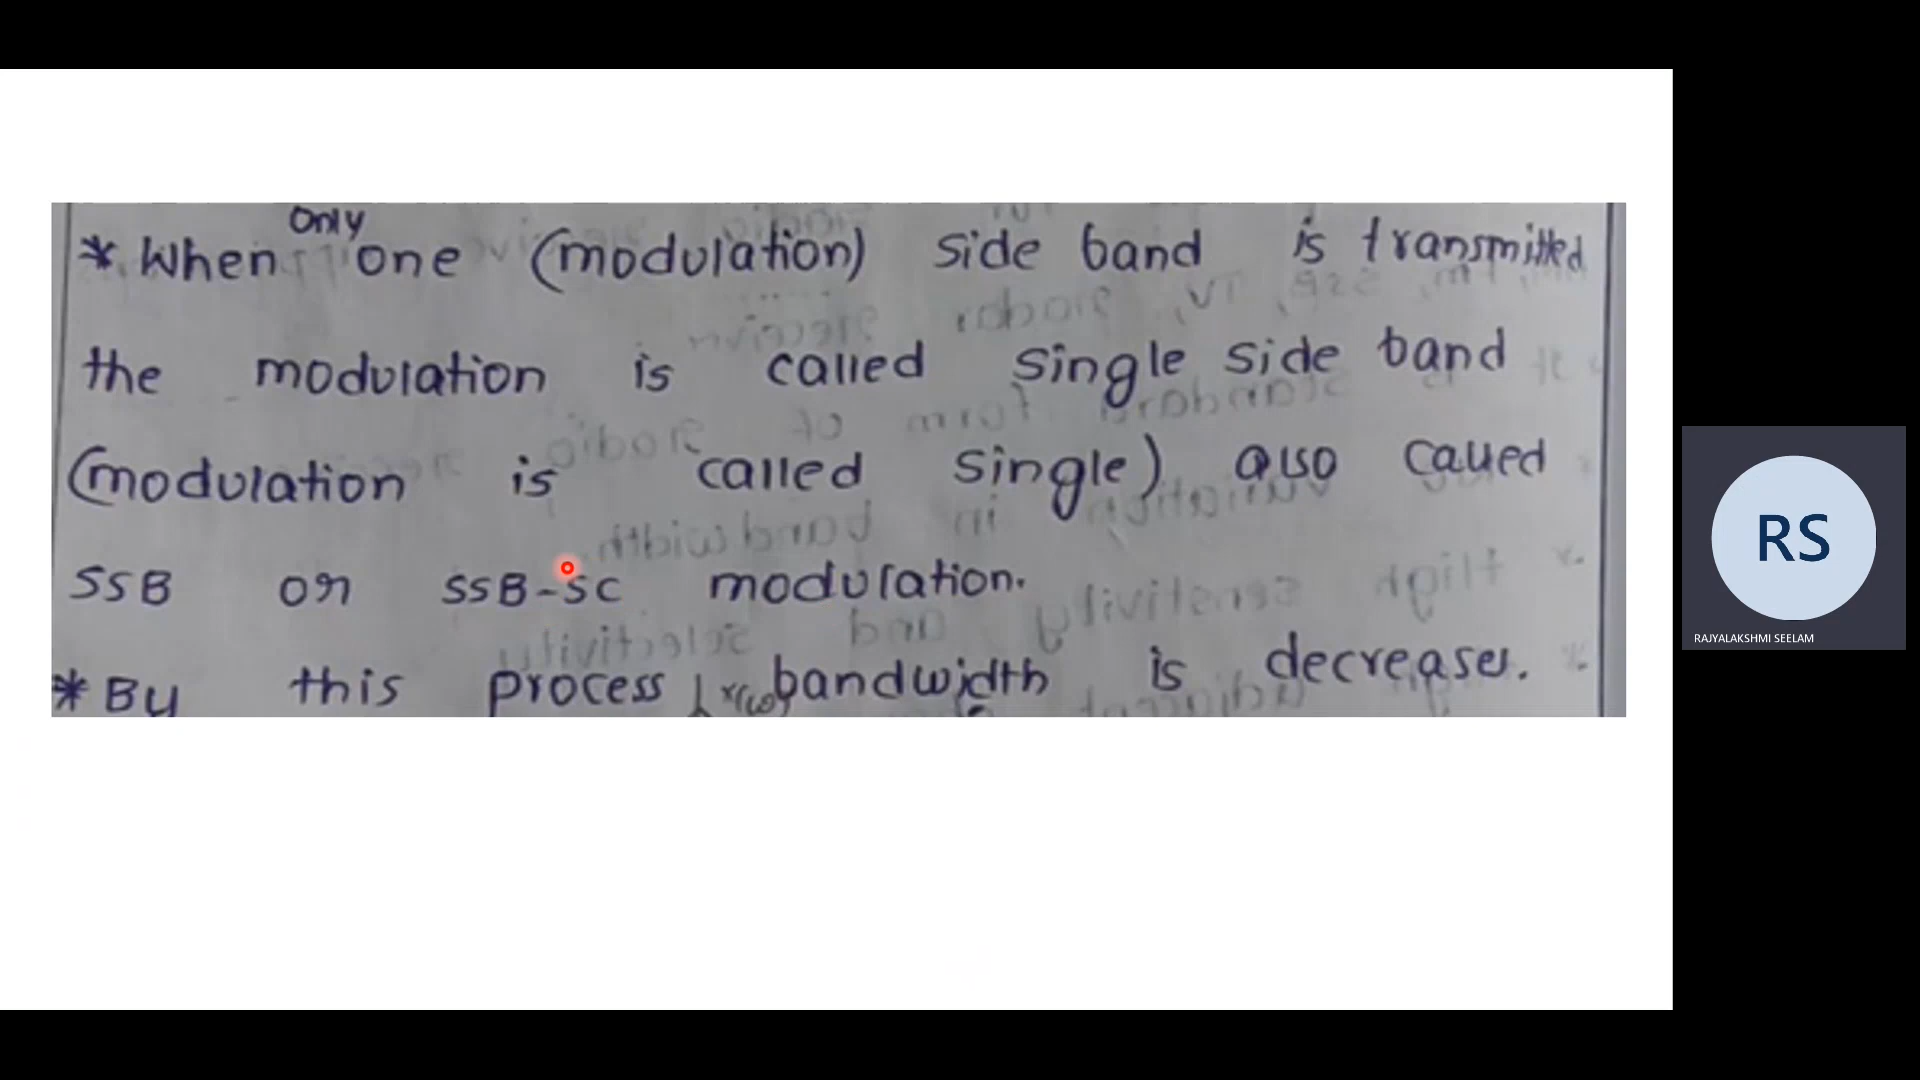 Only
*When one (modulation) side band is transmitted
the modulation is called single side band
(modulation is called single) also called
SSB or SSB-SC modulation.
*By this process bandwidth is decreases.
RS
RAJYALAKSHMI SEELAM